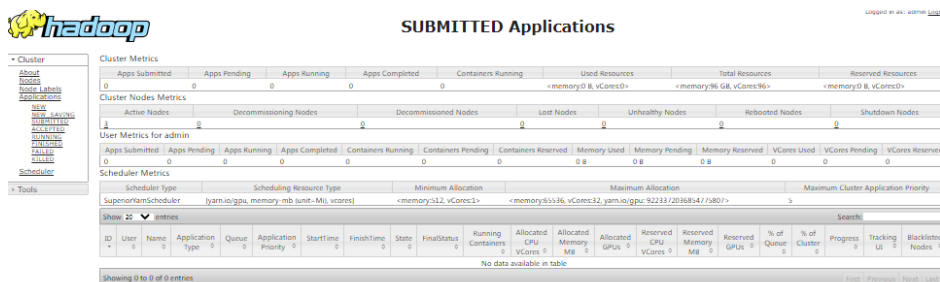 Logged in as: admin
hadoop
SUBMITTED Applications
Cluster
About
Nodes
Node Labels
Applications
NEW
NEW_SAVING
SUBMITTED
ACCEPTED
RUNNING
FINISHED
FAILED
KILLED
Scheduler
Tools
Cluster Metrics
Apps Submitted Apps Pending Apps Running Apps Completed Containers Running Used Resources Total Resources Reserved Resources
0 0 0 0 0 <memory:0 B, vCores:0> <memory:96 GB, vCores:96> <memory:0 B, vCores:0>
Cluster Nodes Metrics
Active Nodes Decommissioning Nodes Decommissioned Nodes Lost Nodes Unhealthy Nodes Rebooted Nodes Shutdown Nodes
3 0 0 0 0 0 0
User Metrics for admin
Apps Submitted Apps Pending Apps Running Apps Completed Containers Running Containers Pending Containers Reserved Memory Used Memory Pending Memory Reserved VCores Used VCores Pending VCores Reserved
0 0 0 0 0 0 0 0 B 0 B 0 B 0 0 0
Scheduler Metrics
Scheduler Type Scheduling Resource Type Minimum Allocation Maximum Allocation Maximum Cluster Application Priority
SuperiorYarnScheduler [yarn.io/gpu, memory-mb (unit=Mi), vcores] <memory:512, vCores:1> <memory:65536, vCores:32, yarn.io/gpu: 9223372036854775807> 5
Show 20 entries Search:
ID User Name Application Type Queue Application Priority StartTime FinishTime State FinalStatus Running Containers Allocated CPU VCores Allocated Memory MB Allocated GPUs Reserved CPU VCores Reserved Memory MB Reserved GPUs % of Queue % of Cluster Progress Tracking UI Blacklisted Nodes
No data available in table
Showing 0 to 0 of 0 entries First Previous Next Last